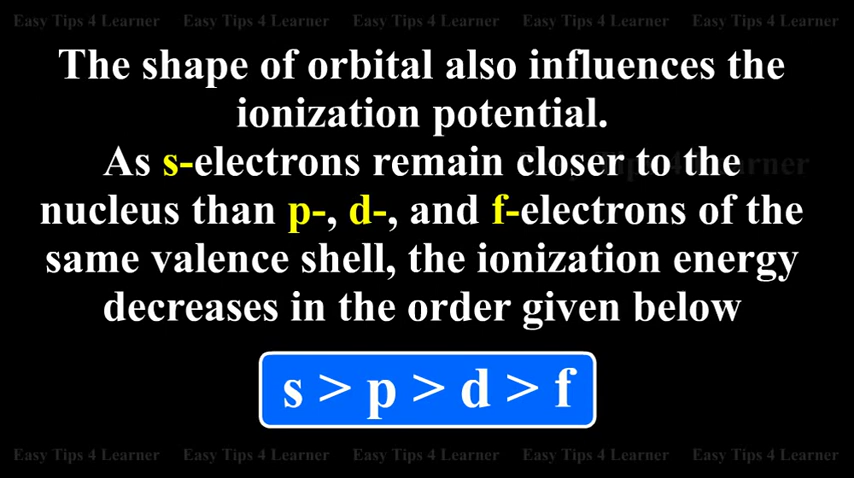 Easy Tips 4 Learner Easy Tips 4 Learner Easy Tips 4 Learner Easy Tips 4 Learner Easy Tips 4 Learner
The shape of orbital also influences the
ionization potential.
As s-electrons remain closer to the
nucleus than p-, d-, and f-electrons of the
same valence shell, the ionization energy
decreases in the order given below
s > p > d > f
Easy Tips 4 Learner Easy Tips 4 Learner Easy Tips 4 Learner Easy Tips 4 Learner Easy Tips 4 Learner